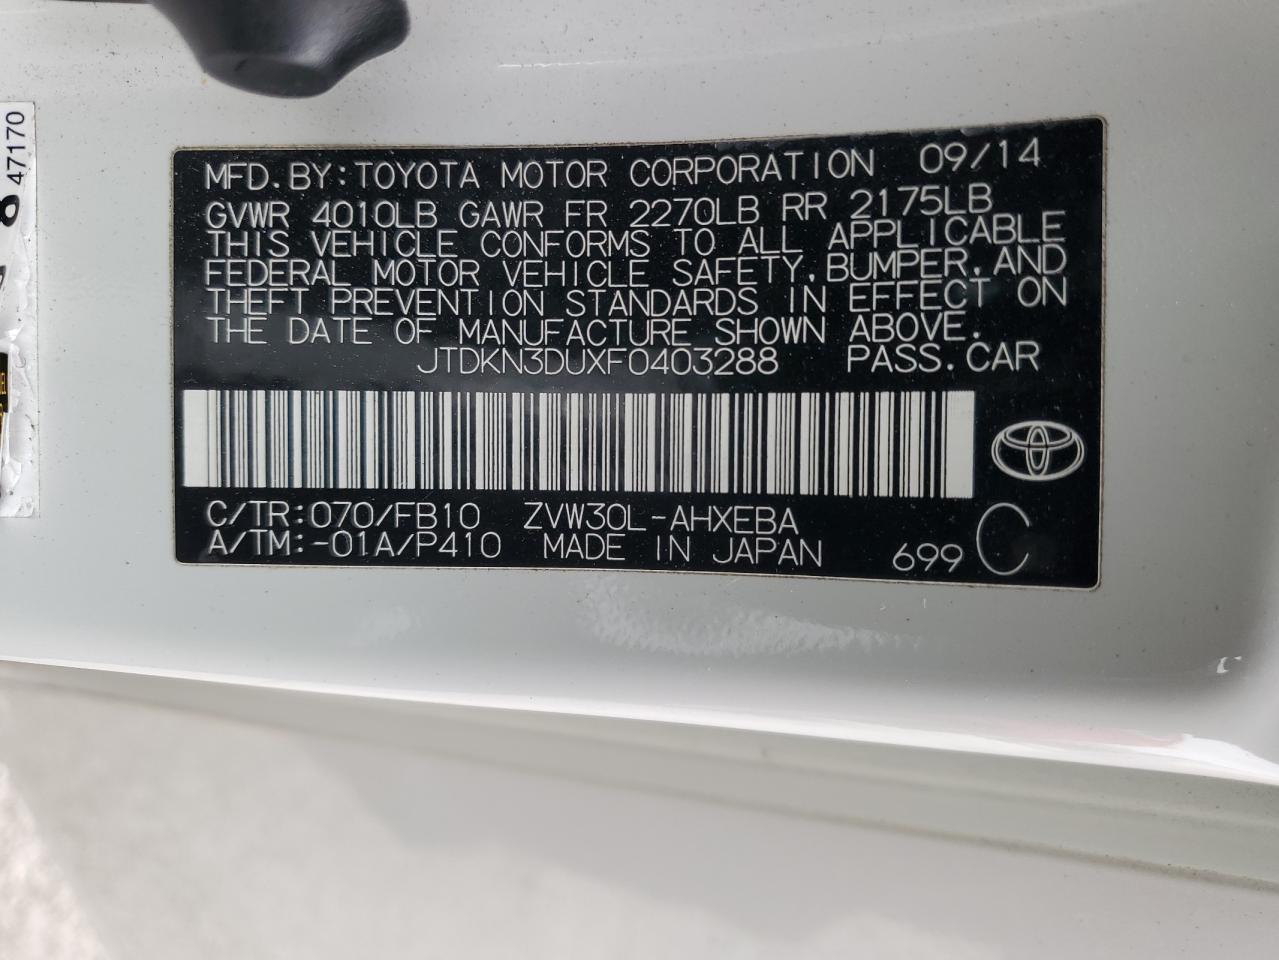 MFD.BY:TOYOTA MOTOR CORPORATION 09/14
GVWR 4010LB GAWR FR 2270LB RR 2175LB
THIS VEHICLE CONFORMS TO ALL APPLICABLE
FEDERAL MOTOR VEHICLE SAFETY,BUMPER,AND
THEFT PREVENTION STANDARDS IN EFFECT ON
THE DATE OF MANUFACTURE SHOWN ABOVE.
JTDKN3DUXF0403288 PASS.CAR
C/TR:070/FB10 ZVW30L-AHXEBA
A/TM:-01A/P410 MADE IN JAPAN 699 C
47170
8